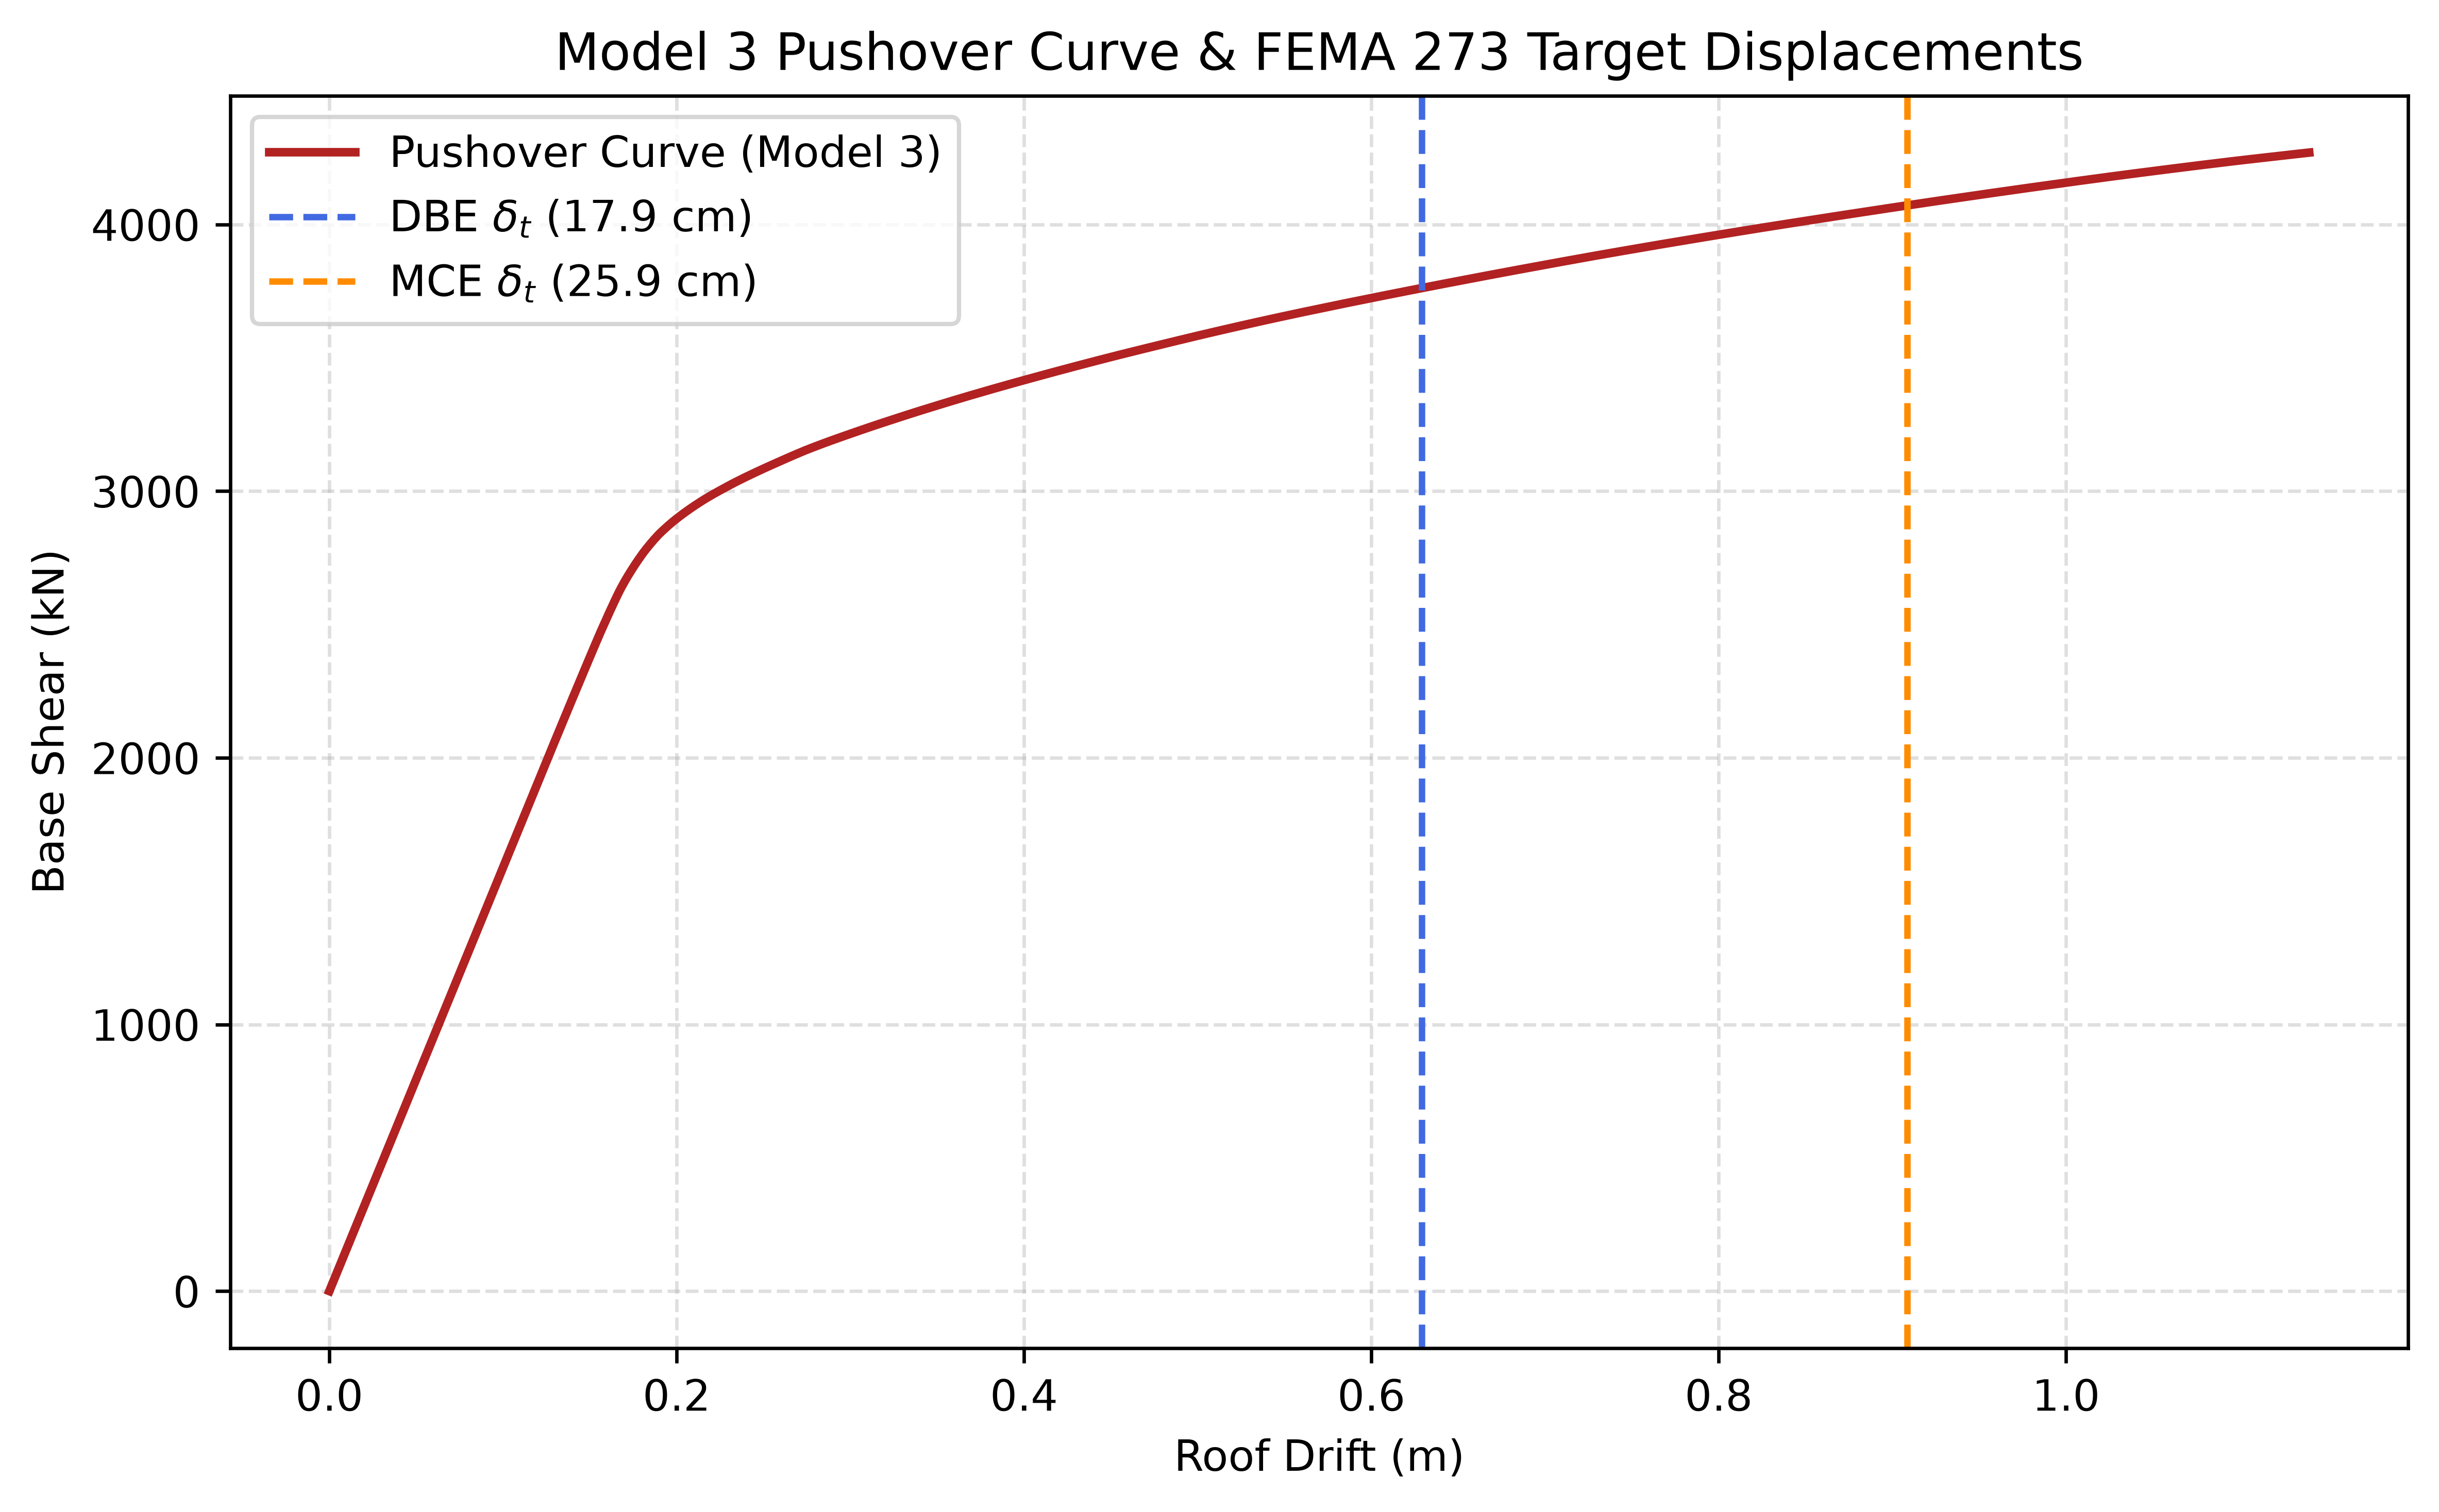 Model 3 Pushover Curve & FEMA 273 Target Displacements
Pushover Curve (Model 3)
DBE δt (17.9 cm)
MCE δt (25.9 cm)
4000
3000
2000
1000
0
Base Shear (kN)
0.0 0.2 0.4 0.6 0.8 1.0
Roof Drift (m)